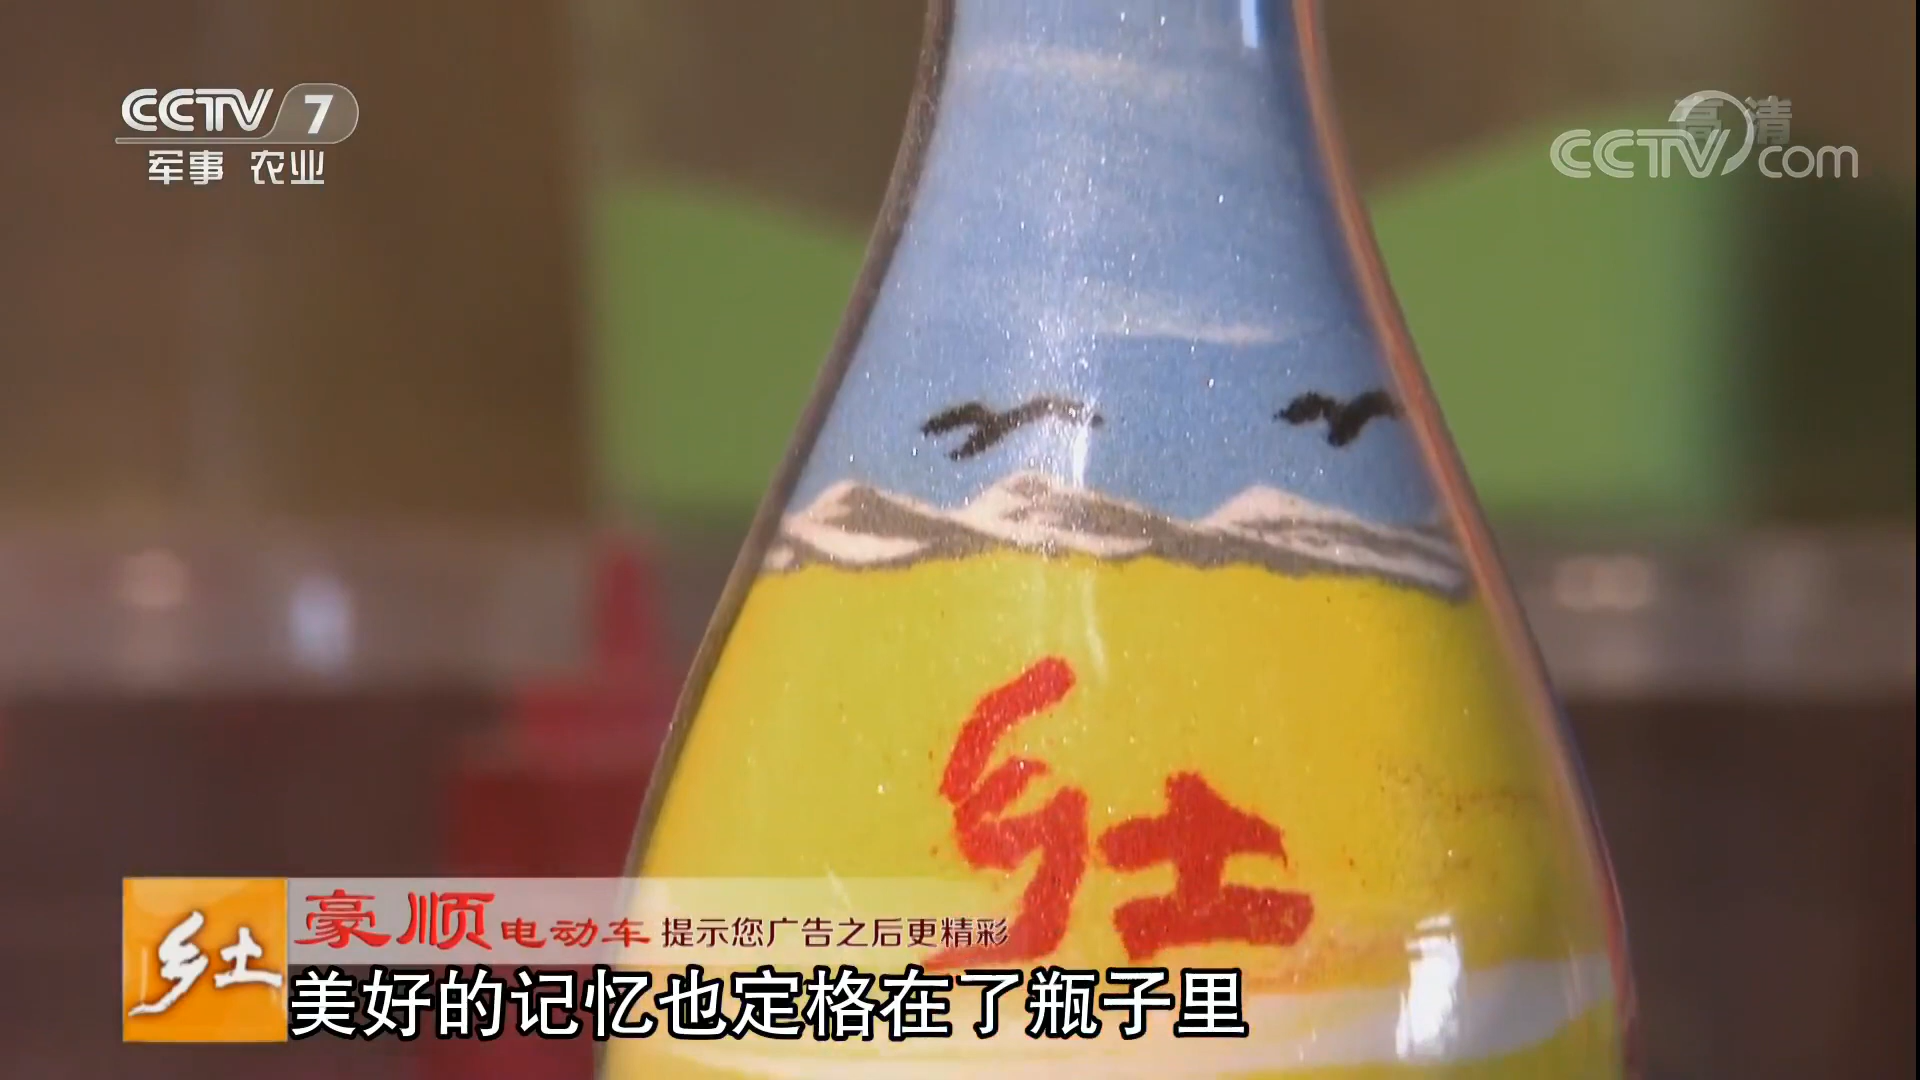 CCTV 7
军事 农业
高清
CCTV com
乡土
乡土
豪顺电动车 提示您广告之后更精彩
美好的记忆也定格在了瓶子里